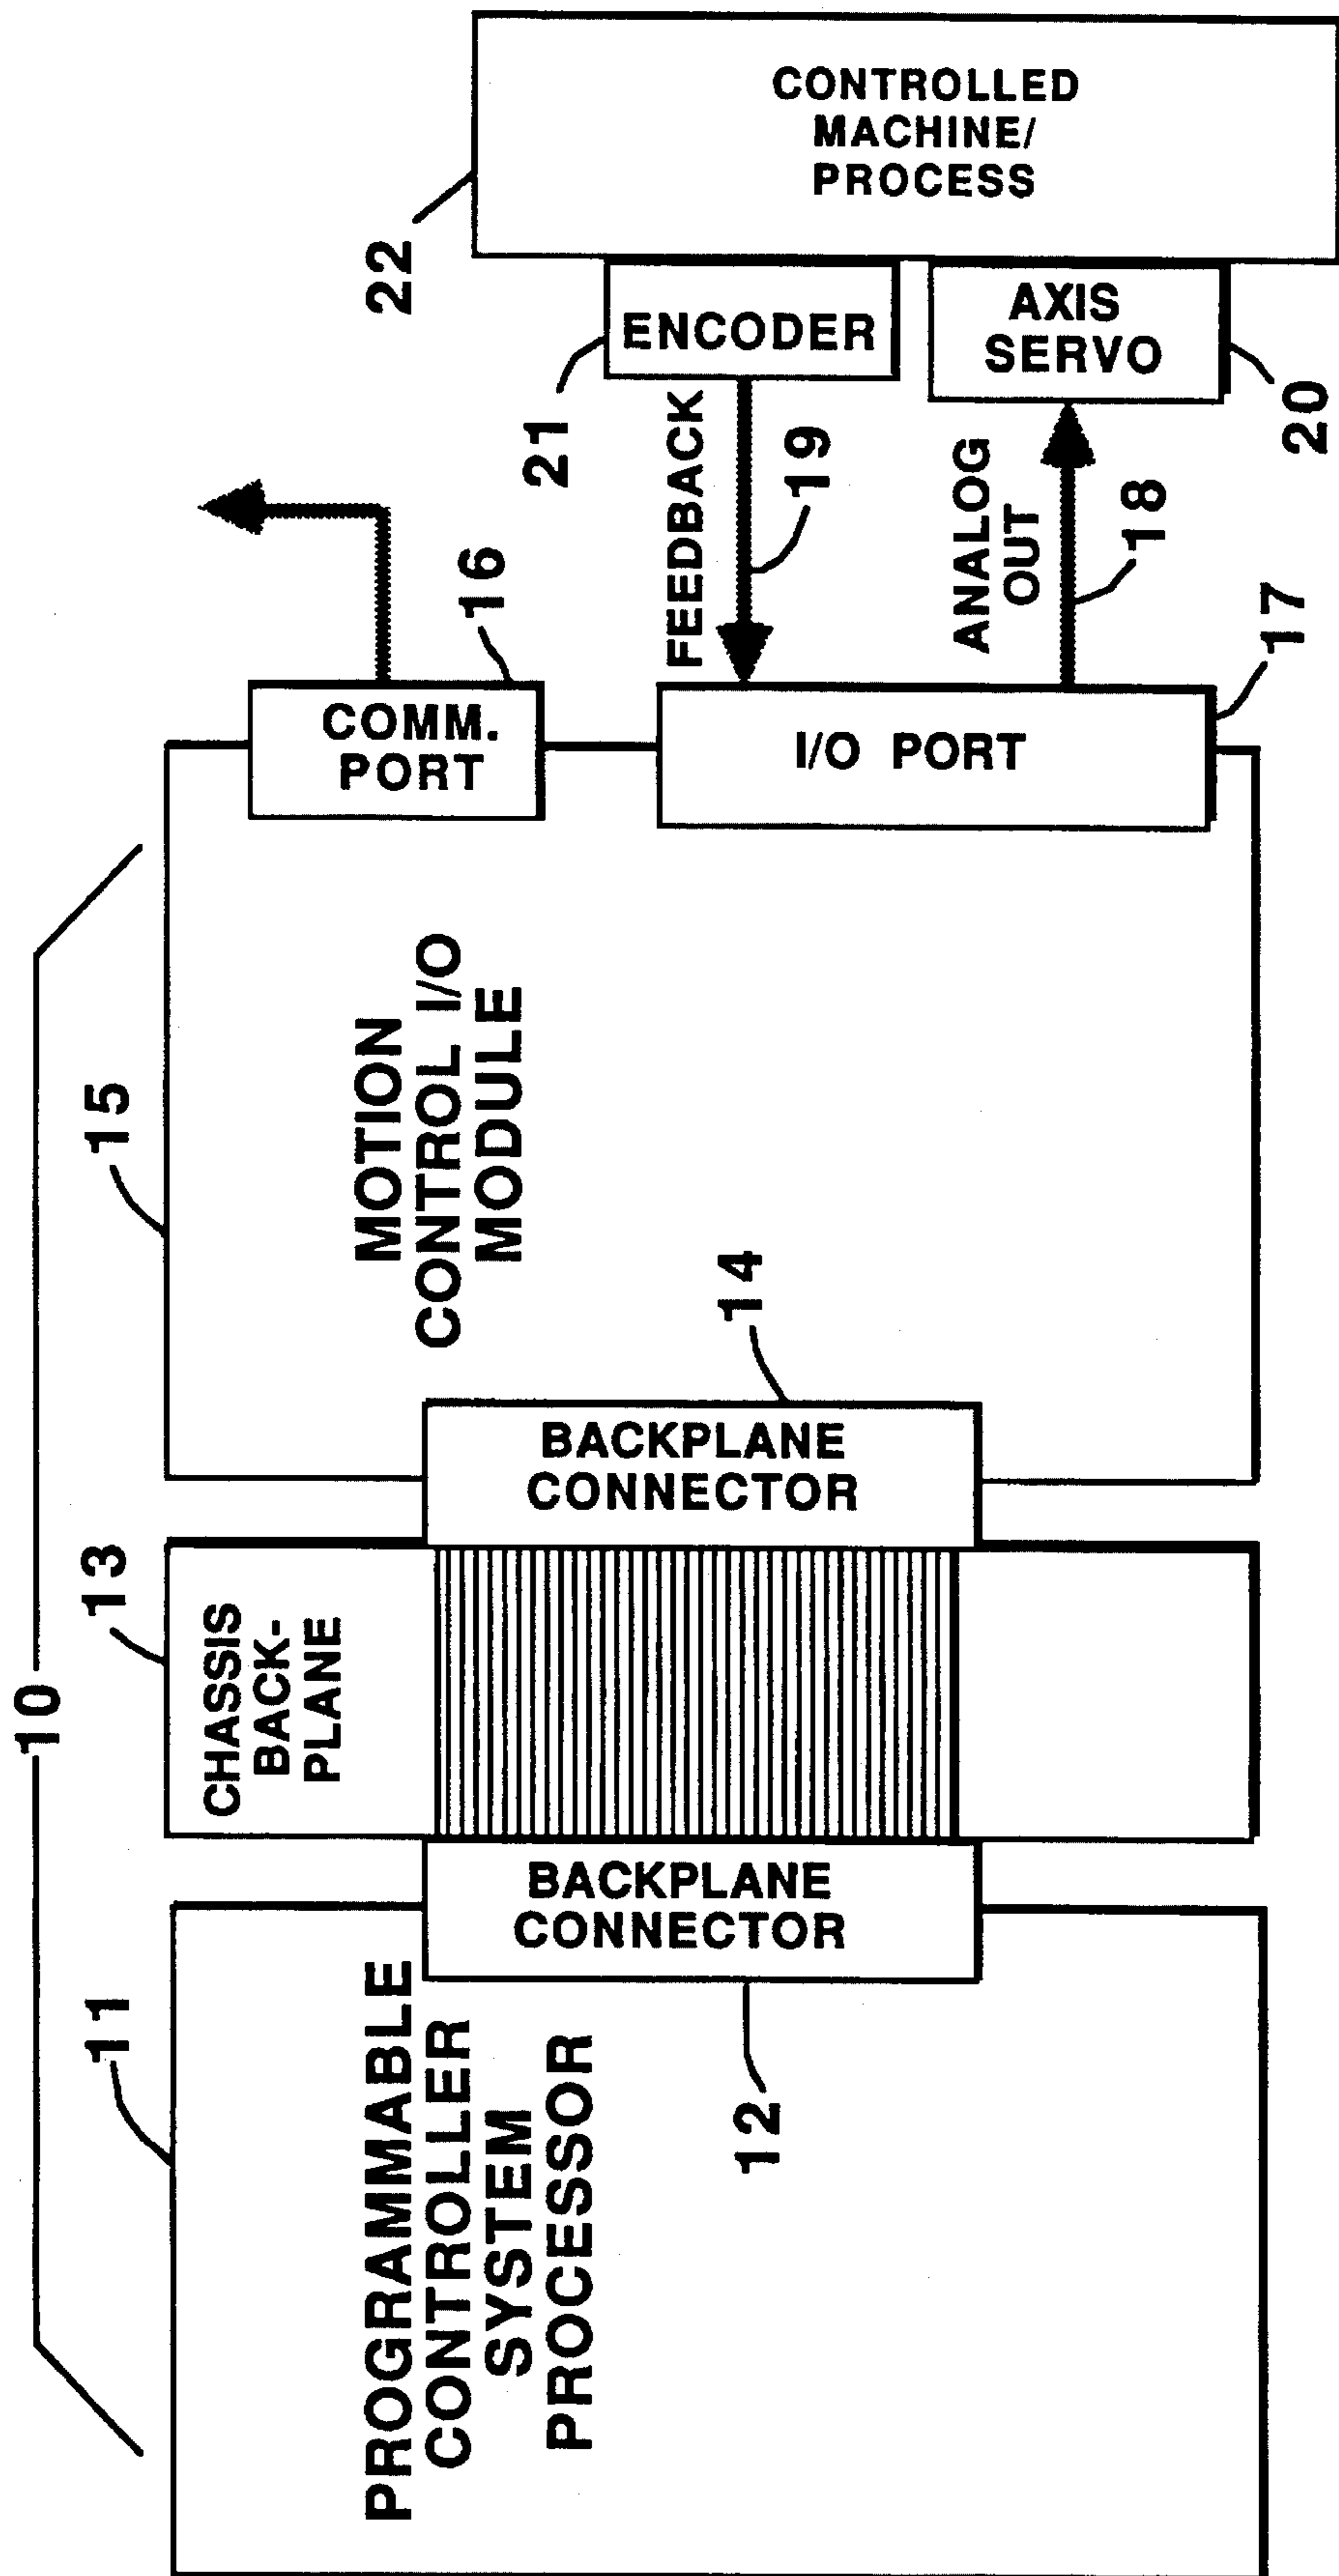 10
11
PROGRAMMABLE
CONTROLLER
SYSTEM
PROCESSOR
BACKPLANE
CONNECTOR
12
13
CHASSIS
BACK-
PLANE
BACKPLANE
CONNECTOR
14
15
MOTION
CONTROL I/O
MODULE
COMM.
PORT
16
I/O PORT
17
FEEDBACK
19
ANALOG
OUT
18
21
ENCODER
AXIS
SERVO
20
22
CONTROLLED
MACHINE/
PROCESS